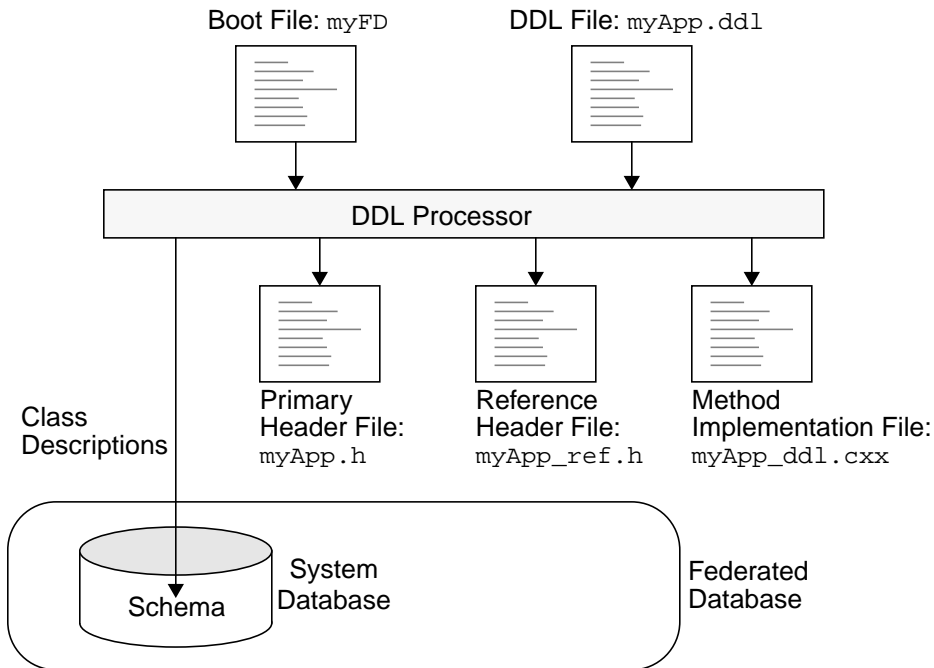 Boot File: myFD
DDL File: myApp.ddl
DDL Processor
Primary
Header File:
myApp.h
Reference
Header File:
myApp_ref.h
Method
Implementation File:
myApp_ddl.cxx
Class
Descriptions
System
Database
Schema
Federated
Database